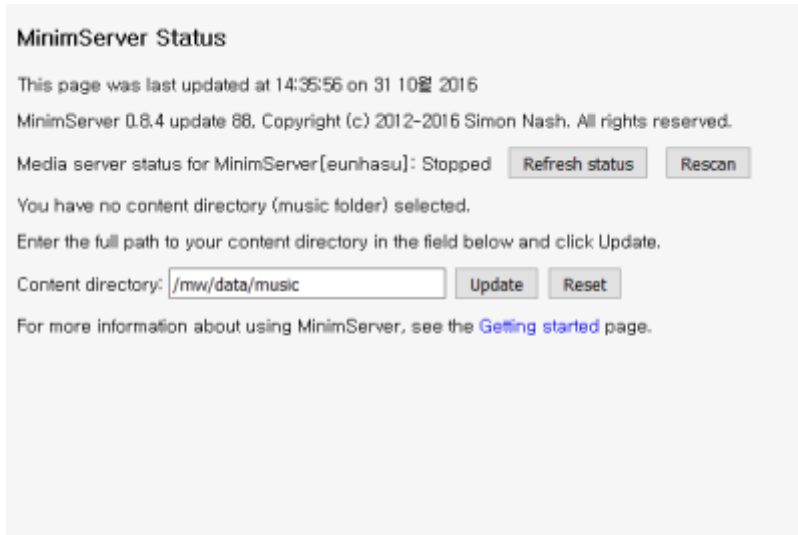 MinimServer Status
This page was last updated at 14:35:56 on 31 10월 2016
MinimServer 0.8.4 update 88, Copyright (c) 2012-2016 Simon Nash. All rights reserved.
Media server status for MinimServer[eunhasu]: Stopped Refresh status Rescan
You have no content directory (music folder) selected.
Enter the full path to your content directory in the field below and click Update.
Content directory: /mw/data/music Update Reset
For more information about using MinimServer, see the Getting started page.